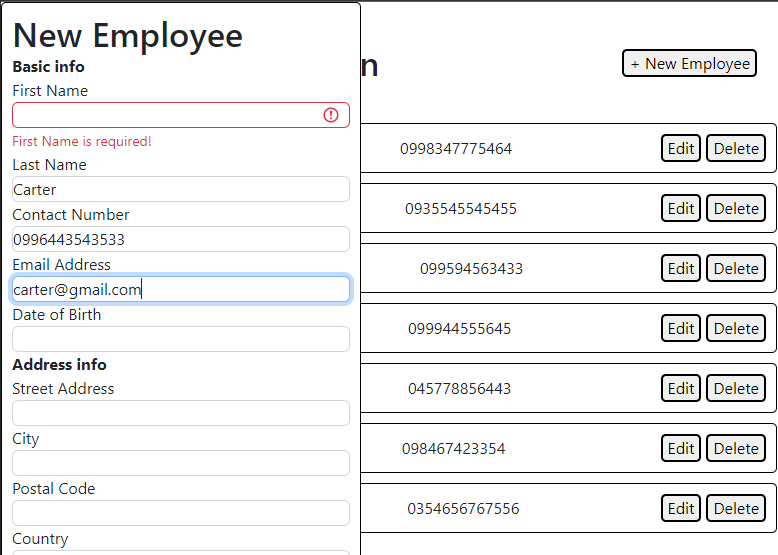 New Employee
Basic info
First Name
First Name is required!
Last Name
Carter
Contact Number
0996443543533
Email Address
carter@gmail.com
Date of Birth
Address info
Street Address
City
Postal Code
Country
n
+ New Employee
0998347775464 Edit Delete
0935545545455 Edit Delete
099594563433 Edit Delete
099944555645 Edit Delete
045778856443 Edit Delete
098467423354 Edit Delete
0354656767556 Edit Delete